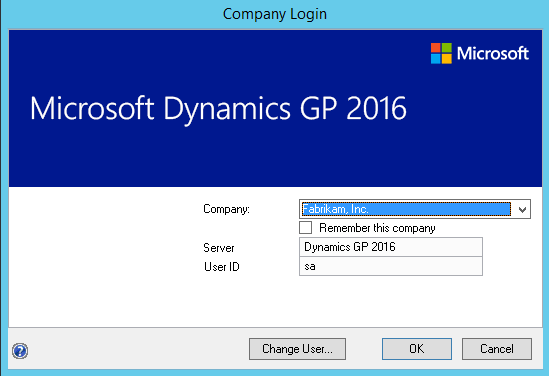 Company Login
Microsoft
Microsoft Dynamics GP 2016
Company: Fabrikam, Inc.
Remember this company
Server Dynamics GP 2016
User ID sa
? Change User... OK Cancel